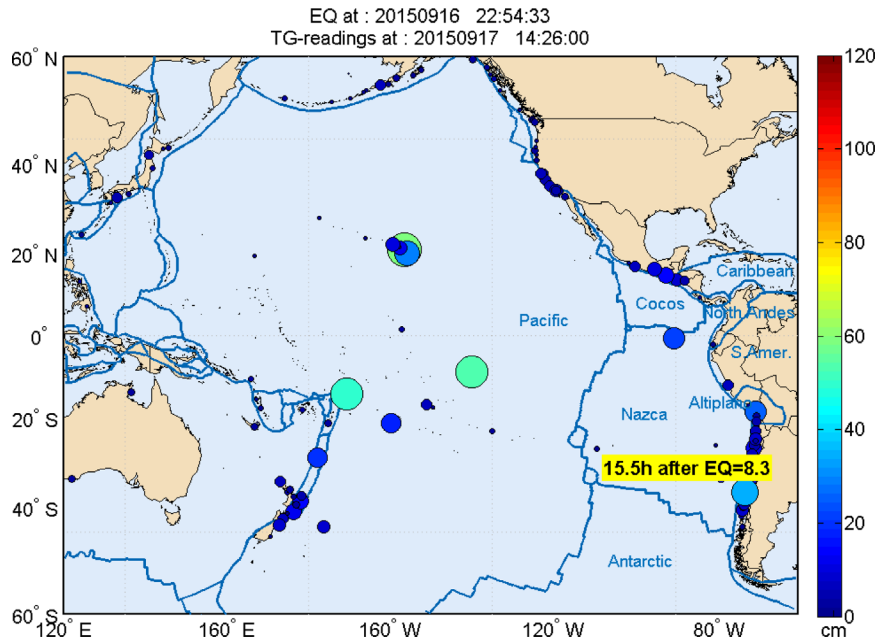 EQ at : 20150916 22:54:33
TG-readings at : 20150917 14:26:00
60° N
40° N
20° N
0°
20° S
40° S
60° S
120° E
160° E
160° W
120° W
80° W
Caribbean
Cocos
North Andes
Pacific
S.Amer.
Altiplano
Nazca
15.5h after EQ=8.3
Antarctic
120
100
80
60
40
20
0
cm